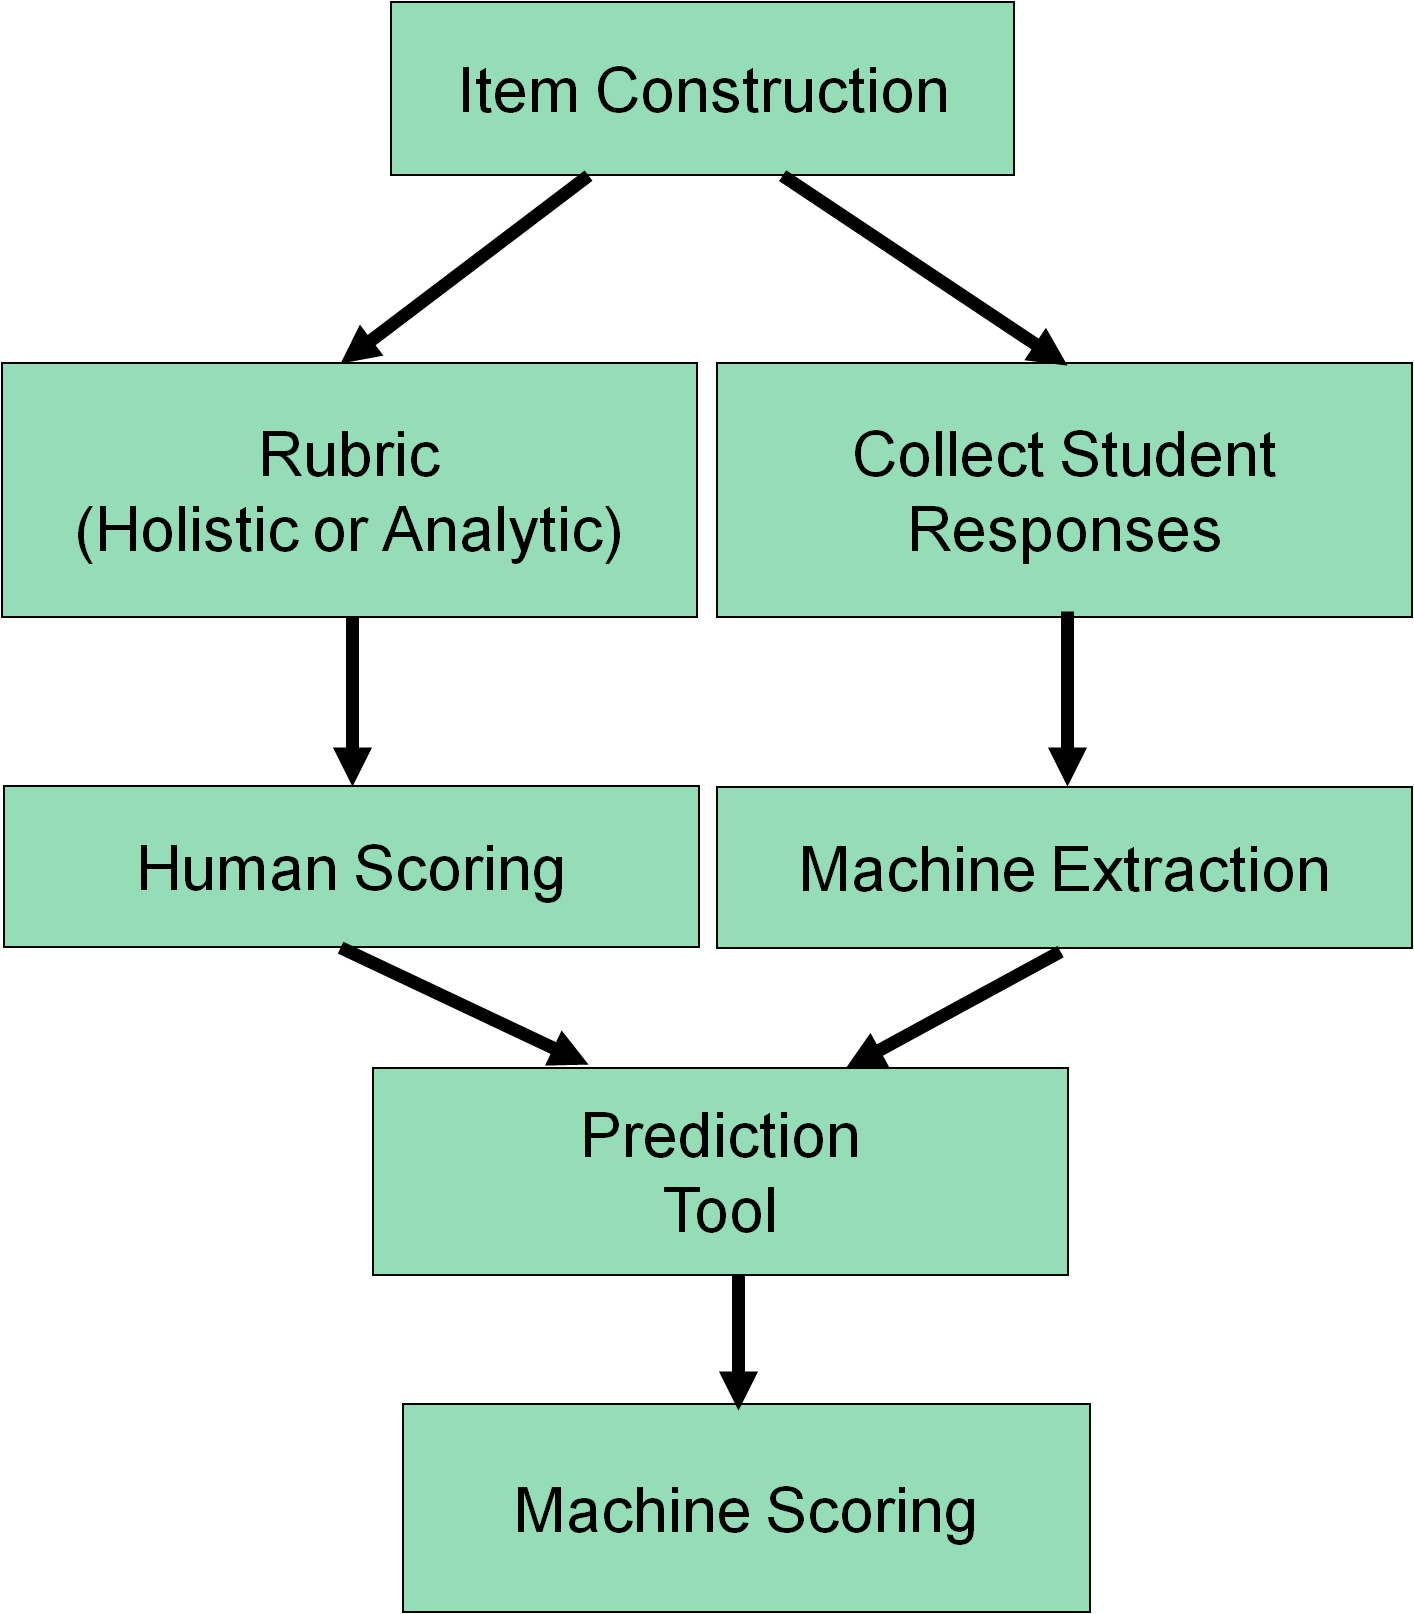 Item Construction
Rubric
(Holistic or Analytic)
Collect Student
Responses
Human Scoring
Machine Extraction
Prediction
Tool
Machine Scoring